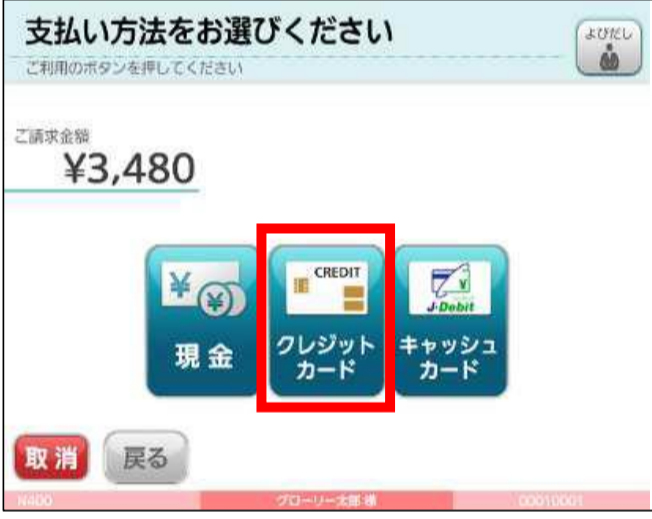 支払い方法をお選びください
ご利用のボタンを押してください
よびだし
ご請求金額
¥3,480
¥
¥
現金
CREDIT
クレジット
カード
¥
J-Debit
キャッシュ
カード
取消
戻る
N400
グローリー太郎 様
00010001